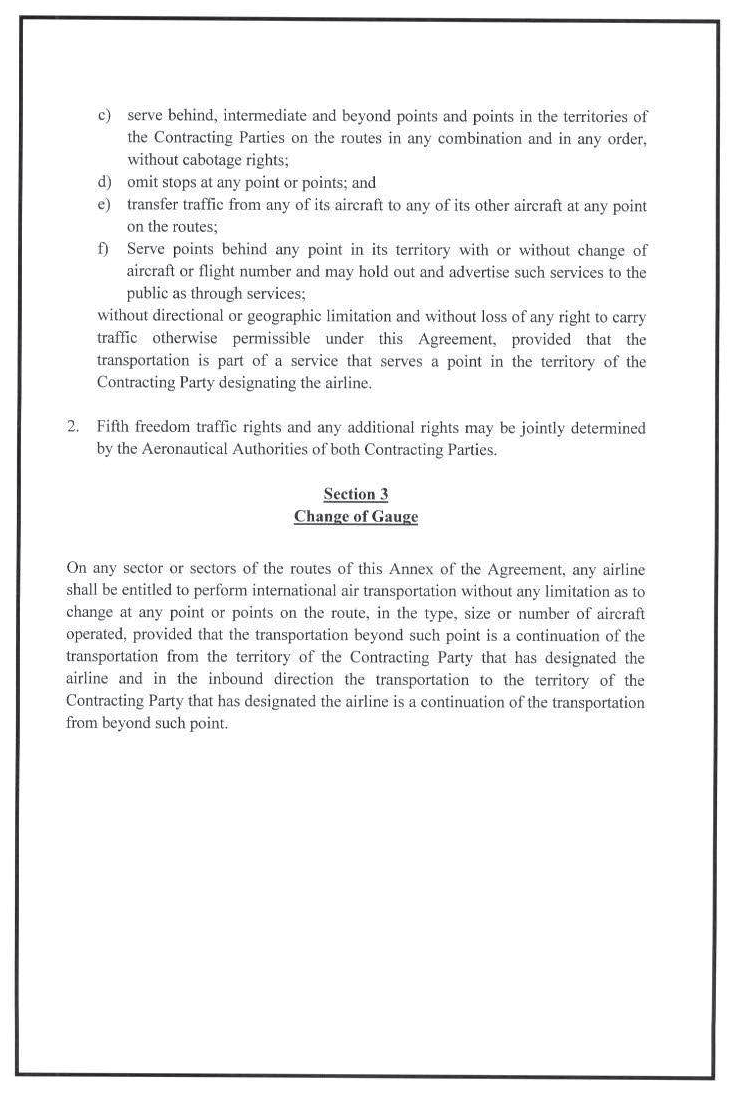 c) serve behind, intermediate and beyond points and points in the territories of
the Contracting Parties on the routes in any combination and in any order,
without cabotage rights;
d) omit stops at any point or points; and
e) transfer traffic from any of its aircraft to any of its other aircraft at any point
on the routes;
f) Serve points behind any point in its territory with or without change of
aircraft or flight number and may hold out and advertise such services to the
public as through services;
without directional or geographic limitation and without loss of any right to carry
traffic otherwise permissible under this Agreement, provided that the
transportation is part of a service that serves a point in the territory of the
Contracting Party designating the airline.
2. Fifth freedom traffic rights and any additional rights may be jointly determined
by the Aeronautical Authorities of both Contracting Parties.
Section 3
Change of Gauge
On any sector or sectors of the routes of this Annex of the Agreement, any airline
shall be entitled to perform international air transportation without any limitation as to
change at any point or points on the route, in the type, size or number of aircraft
operated, provided that the transportation beyond such point is a continuation of the
transportation from the territory of the Contracting Party that has designated the
airline and in the inbound direction the transportation to the territory of the
Contracting Party that has designated the airline is a continuation of the transportation
from beyond such point.